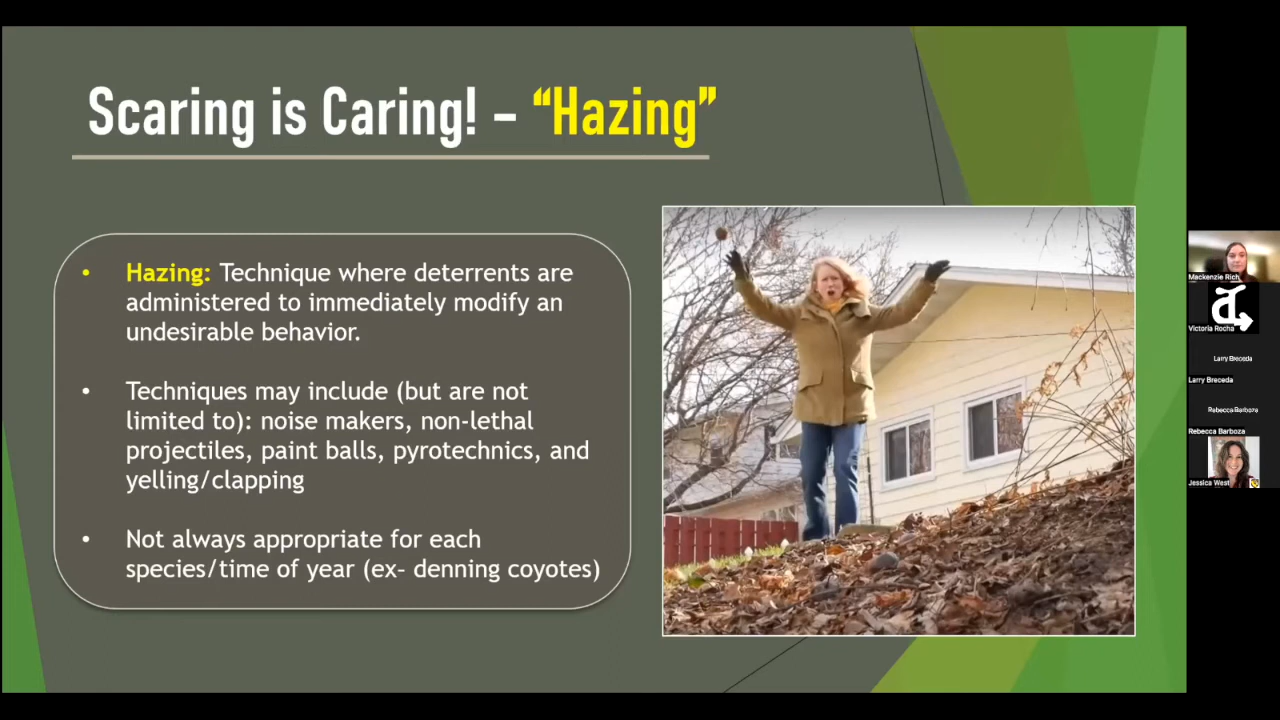 Scaring is Caring! – “Hazing”
• Hazing: Technique where deterrents are
administered to immediately modify an
undesirable behavior.
• Techniques may include (but are not
limited to): noise makers, non-lethal
projectiles, paint balls, pyrotechnics, and
yelling/clapping
• Not always appropriate for each
species/time of year (ex- denning coyotes)
Mackenzie Rich
Victoria Rocha
Larry Breceda
Larry Breceda
Rebecca Barboza
Rebecca Barboza
Jessica West